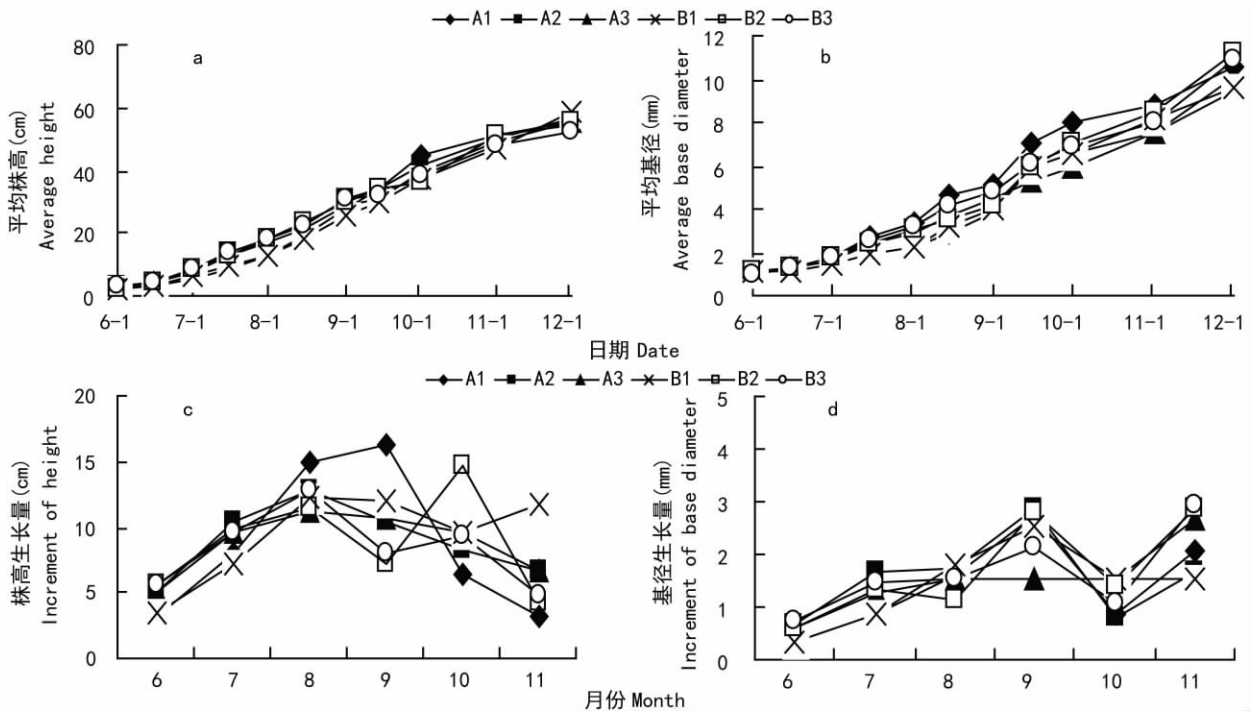 A1 A2 A3 B1 B2 B3
a
平均株高(cm)
Average height
80
60
40
20
0
6-1 7-1 8-1 9-1 10-1 11-1 12-1
b
平均基径(mm)
Average base diameter
12
10
8
6
4
2
0
6-1 7-1 8-1 9-1 10-1 11-1 12-1
日期 Date
A1 A2 A3 B1 B2 B3
c
株高生长量(cm)
Increment of height
20
15
10
5
0
6 7 8 9 10 11
d
基径生长量(mm)
Increment of base diameter
5
4
3
2
1
0
6 7 8 9 10 11
月份 Month